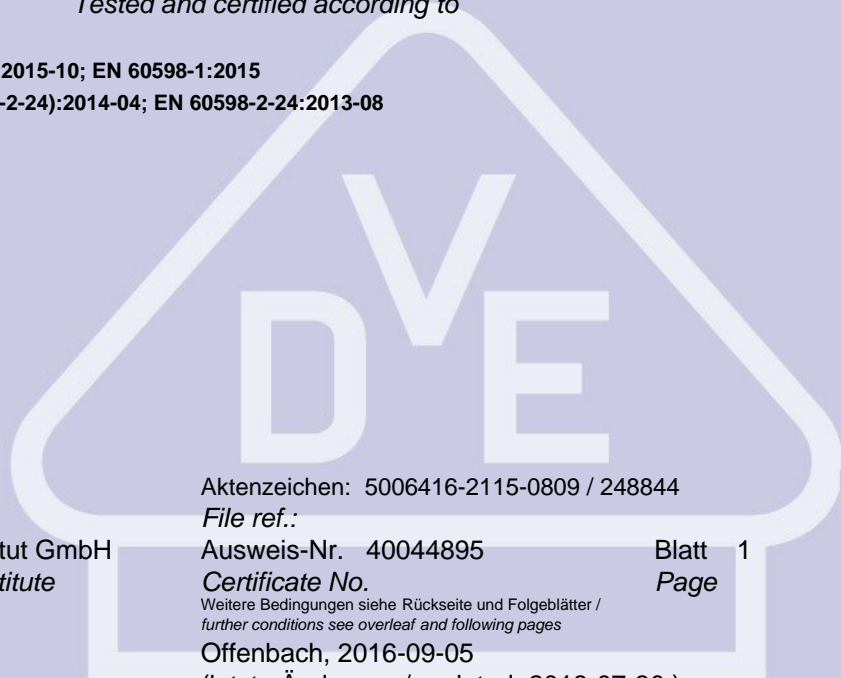 Tested and certified according to
2015-10; EN 60598-1:2015
-2-24):2014-04; EN 60598-2-24:2013-08
VDE
Aktenzeichen: 5006416-2115-0809 / 248844
File ref.:
tut GmbH Ausweis-Nr. 40044895 Blatt 1
titute Certificate No. Page
Weitere Bedingungen siehe Rückseite und Folgeblätter /
further conditions see overleaf and following pages
Offenbach, 2016-09-05